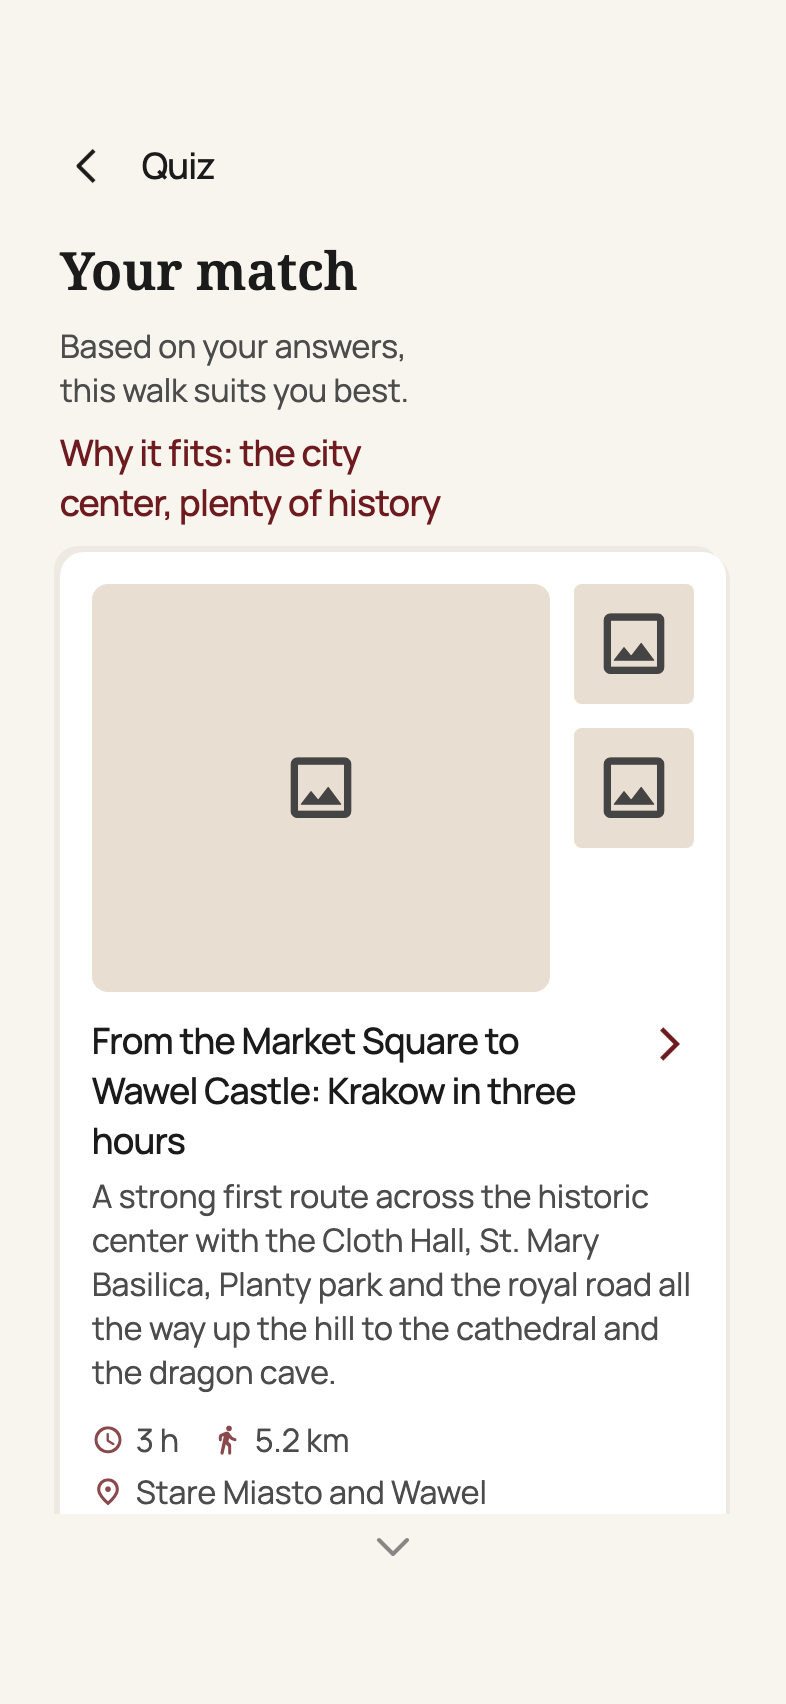 Quiz
Your match
Based on your answers,
this walk suits you best.
Why it fits: the city
center, plenty of history
From the Market Square to
Wawel Castle: Krakow in three
hours
A strong first route across the historic
center with the Cloth Hall, St. Mary
Basilica, Planty park and the royal road all
the way up the hill to the cathedral and
the dragon cave.
3 h 5.2 km
Stare Miasto and Wawel